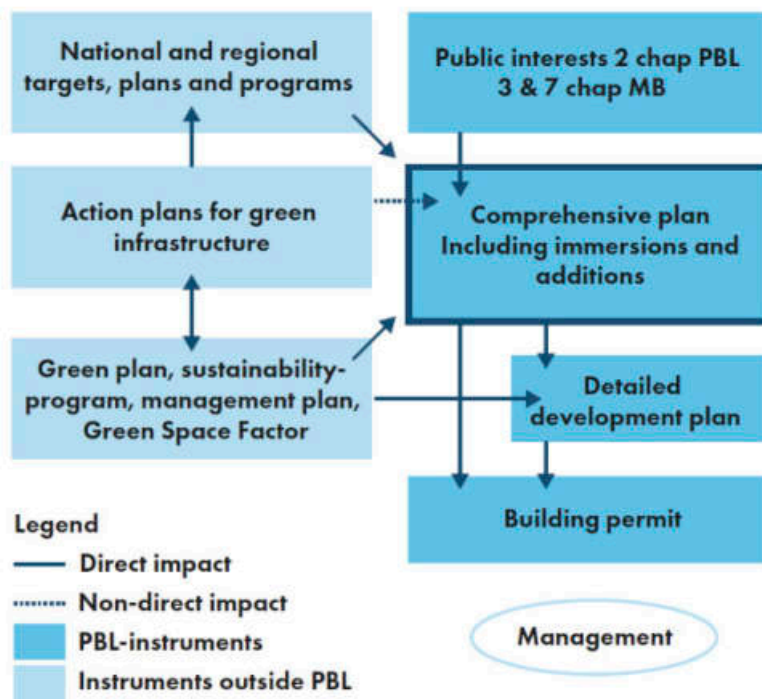 National and regional
targets, plans and programs
Public interests 2 chap PBL
3 & 7 chap MB
Action plans for green
infrastructure
Comprehensive plan
Including immersions and
additions
Green plan, sustainability-
program, management plan,
Green Space Factor
Detailed
development plan
Building permit
Legend
Direct impact
Non-direct impact
PBL-instruments
Instruments outside PBL
Management